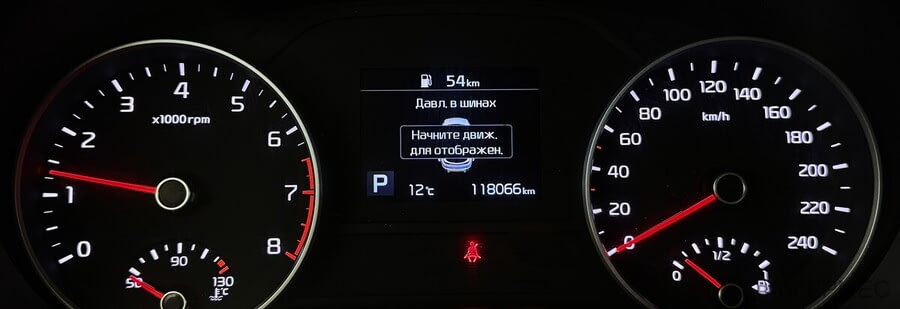 0
1
2
3
4
5
6
7
8
x1000rpm
90
130
°C
54km
Давл. в шинах
Начните движ.
для отображен.
P
12°C
118066km
0
20
40
60
80
100
120
140
160
180
200
220
240
km/h
0
1/2
1